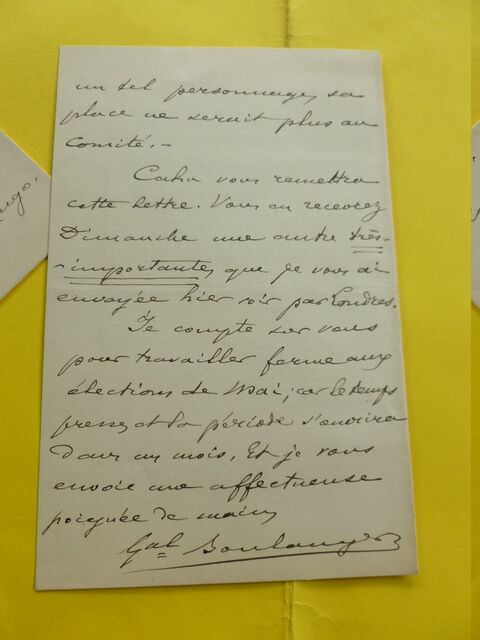 un tel personnage, sa
place ne serait plus au
Comité. –
Cahn vous remettra
cette lettre. Vous en recevrez
Dimanche une autre très-
-importante, que je vous ai
envoyée hier soir par Londres.
Je compte sur vous
pour travailler ferme aux
élections de Mai; car le temps
presse, et la période s'ouvrira
dans un mois. Et je vous
envoie une affectueuse
poignée de main,
Gal Boulanger